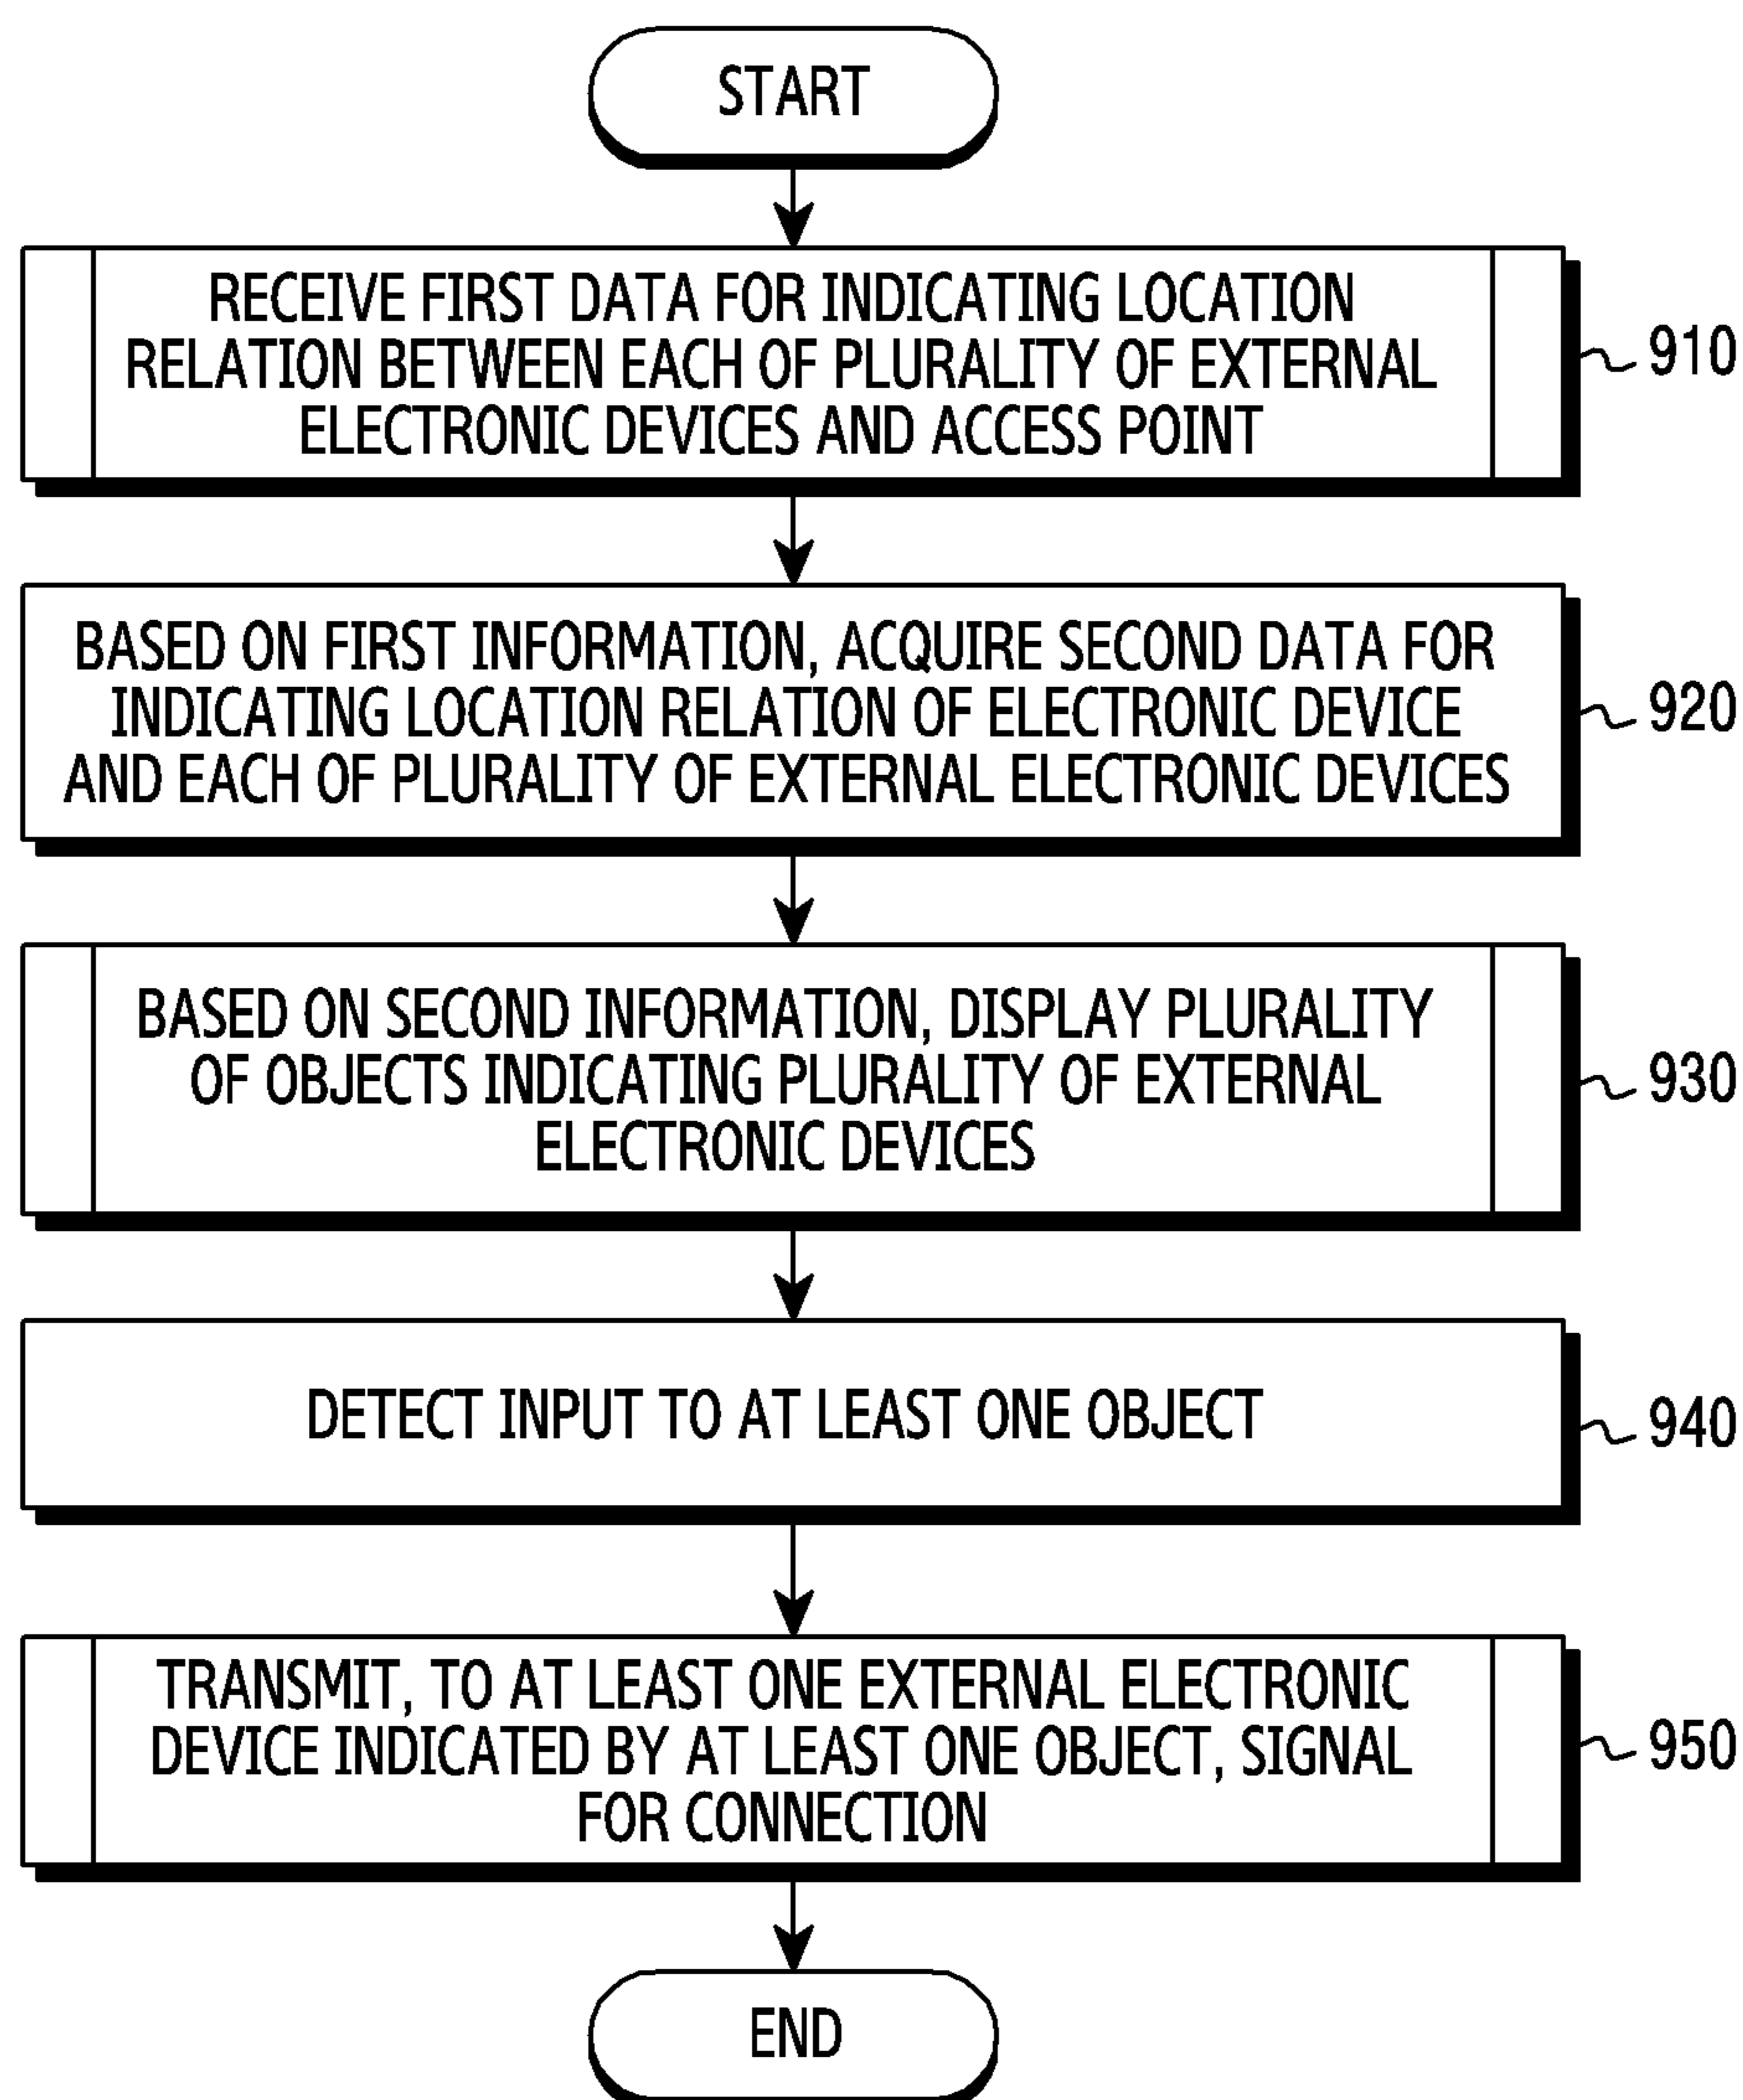 START
RECEIVE FIRST DATA FOR INDICATING LOCATION
RELATION BETWEEN EACH OF PLURALITY OF EXTERNAL
ELECTRONIC DEVICES AND ACCESS POINT
910
BASED ON FIRST INFORMATION, ACQUIRE SECOND DATA FOR
INDICATING LOCATION RELATION OF ELECTRONIC DEVICE
AND EACH OF PLURALITY OF EXTERNAL ELECTRONIC DEVICES
920
BASED ON SECOND INFORMATION, DISPLAY PLURALITY
OF OBJECTS INDICATING PLURALITY OF EXTERNAL
ELECTRONIC DEVICES
930
DETECT INPUT TO AT LEAST ONE OBJECT
940
TRANSMIT, TO AT LEAST ONE EXTERNAL ELECTRONIC
DEVICE INDICATED BY AT LEAST ONE OBJECT, SIGNAL
FOR CONNECTION
950
END